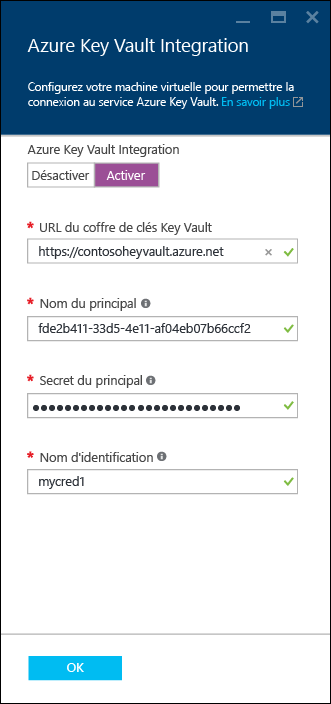 Azure Key Vault Integration
Configurez votre machine virtuelle pour permettre la
connexion au service Azure Key Vault. En savoir plus
Azure Key Vault Integration
Désactiver Activer
* URL du coffre de clés Key Vault
https://contosoheyvault.azure.net
* Nom du principal
fde2b411-33d5-4e11-af04eb07b66ccf2
* Secret du principal
●●●●●●●●●●●●●●●●●●●●●●●●●●●
* Nom d'identification
mycred1
OK